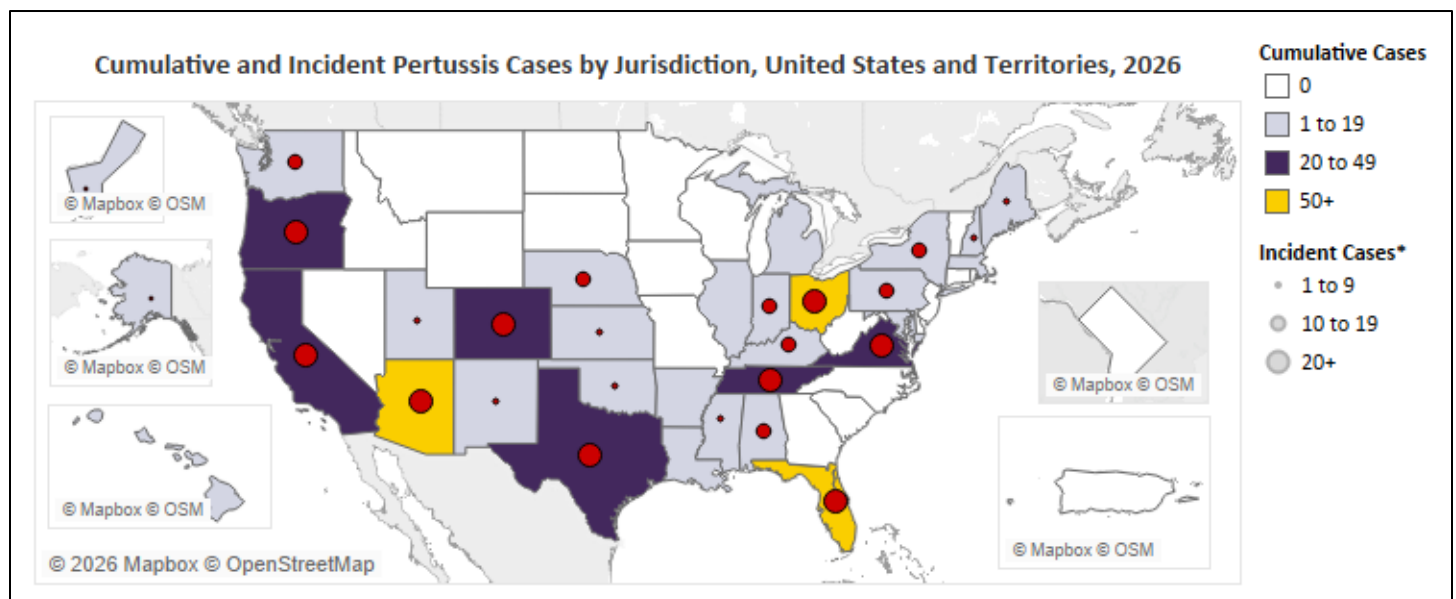 Cumulative and Incident Pertussis Cases by Jurisdiction, United States and Territories, 2026
Cumulative Cases
0
1 to 19
20 to 49
50+
Incident Cases*
1 to 9
10 to 19
20+
© Mapbox © OSM
© Mapbox © OSM
© Mapbox © OSM
© 2026 Mapbox © OpenStreetMap
© Mapbox © OSM
© Mapbox © OSM